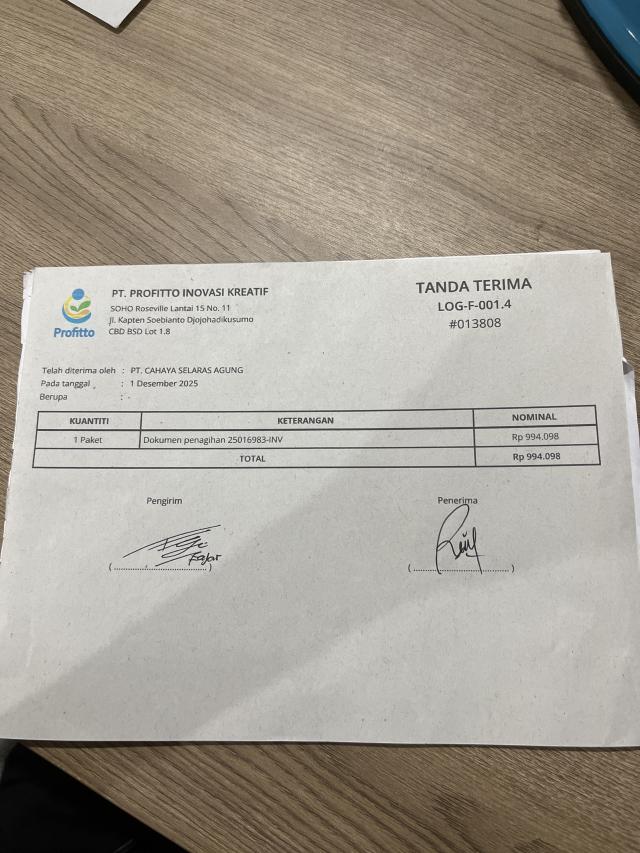 PT. PROFITTO INOVASI KREATIF
SOHO Roseville Lantai 15 No. 11
Jl. Kapten Soebianto Djojohadikusumo
CBD BSD Lot 1.8
Profitto
TANDA TERIMA
LOG-F-001.4
#013808
Telah diterima oleh : PT. CAHAYA SELARAS AGUNG
Pada tanggal : 1 Desember 2025
Berupa : -
KUANTITI KETERANGAN NOMINAL
1 Paket Dokumen penagihan 25016983-INV Rp 994.098
TOTAL Rp 994.098
Pengirim Penerima
Fajar
(........................) (........................)